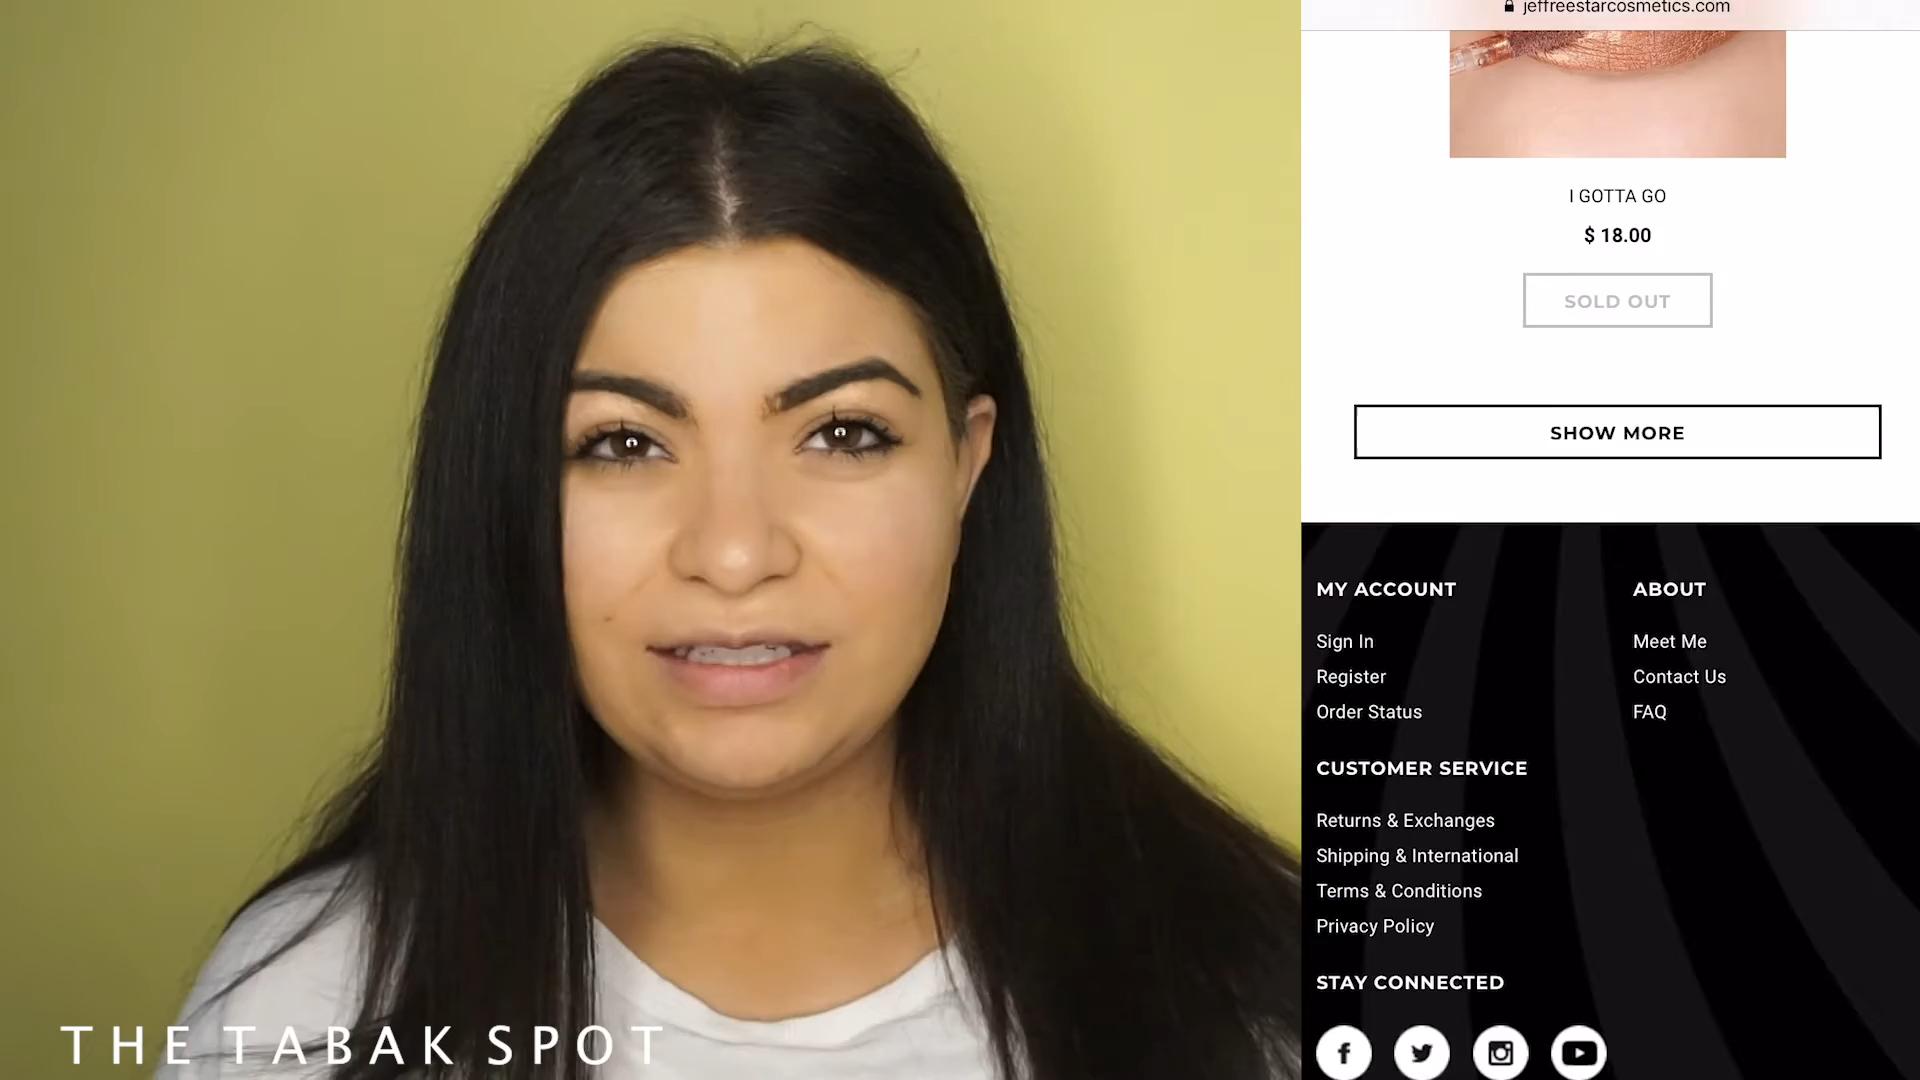 jeffreestarcosmetics.com
I GOTTA GO
$ 18.00
SOLD OUT
SHOW MORE
MY ACCOUNT
Sign In
Register
Order Status
ABOUT
Meet Me
Contact Us
FAQ
CUSTOMER SERVICE
Returns & Exchanges
Shipping & International
Terms & Conditions
Privacy Policy
STAY CONNECTED
THE TABAK SPOT